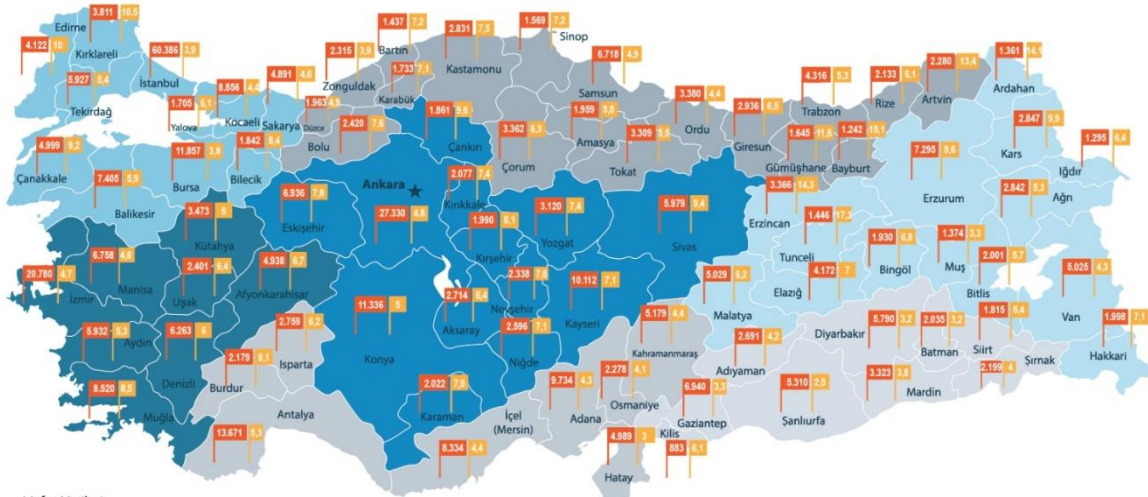 3.811 10,5
Edirne
4.122 10
Kırklareli
60.386 3,9
İstanbul
5.927 5,4
Tekirdağ
1.705 6,1
Yalova
8.856 4,4
Kocaeli
4.891 4,6
Sakarya
1.963 4,9
Düzce
2.315 3,9
Zonguldak
1.437 7,2
Bartın
1.733 7,1
Karabük
2.831 7,5
Kastamonu
1.569 7,2
Sinop
6.718 4,9
Samsun
2.420 7,6
Bolu
1.861 9,6
Çankırı
3.362 6,3
Çorum
1.959 5,8
Amasya
3.309 5,5
Tokat
3.380 4,4
Ordu
2.936 6,5
Giresun
4.316 5,3
Trabzon
2.133 6,1
Rize
2.280 13,4
Artvin
1.361 14,1
Ardahan
1.645 11,6
Gümüşhane
1.242 15,1
Bayburt
2.847 9,9
Kars
1.295 6,4
Iğdır
7.295 9,6
Erzurum
2.842 5,3
Ağrı
4.999 9,2
Çanakkale
11.857 3,8
Bursa
1.842 8,4
Bilecik
7.405 5,9
Balıkesir
6.936 7,8
Eskişehir
Ankara
27.330 4,8
2.077 7,4
Kırıkkale
1.990 8,1
Kırşehir
3.120 7,4
Yozgat
5.979 9,4
Sivas
3.366 14,3
Erzincan
1.446 17,3
Tunceli
1.930 6,8
Bingöl
1.374 3,3
Muş
2.001 5,7
Bitlis
5.025 4,3
Van
3.473 6
Kütahya
6.758 4,6
Manisa
2.401 6,4
Uşak
4.938 6,7
Afyonkarahisar
20.780 4,7
İzmir
11.336 5
Konya
2.714 6,4
Aksaray
2.338 7,6
Nevşehir
10.112 7,1
Kayseri
2.596 7,1
Niğde
5.029 6,2
Malatya
4.172 7
Elazığ
5.932 5,3
Aydın
6.263 6
Denizli
2.759 6,2
Isparta
2.179 8,1
Burdur
8.520 8,5
Muğla
13.671 5,3
Antalya
2.022 7,9
Karaman
8.334 4,4
İçel
(Mersin)
9.734 4,3
Adana
2.278 4,1
Osmaniye
5.179 4,4
Kahramanmaraş
2.691 4,2
Adıyaman
6.940 3,3
Gaziantep
883 6,1
Kilis
4.989 3
Hatay
5.310 2,5
Şanlıurfa
5.790 3,2
Diyarbakır
3.323 3,8
Mardin
2.035 3,2
Batman
1.815 5,4
Siirt
2.199 4
Şırnak
1.998 7,1
Hakkari